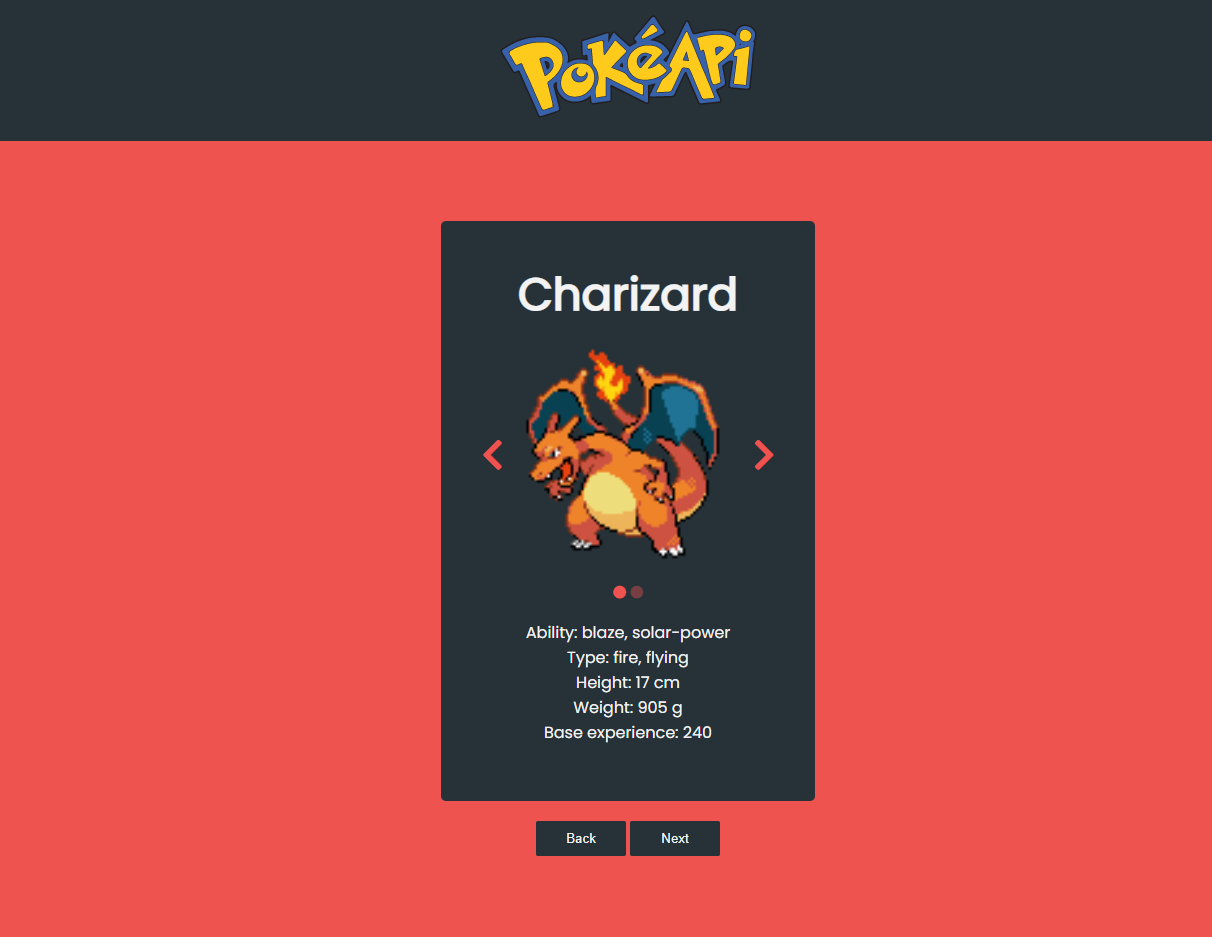 PokéApi
Charizard
Ability: blaze, solar-power
Type: fire, flying
Height: 17 cm
Weight: 905 g
Base experience: 240
Back
Next